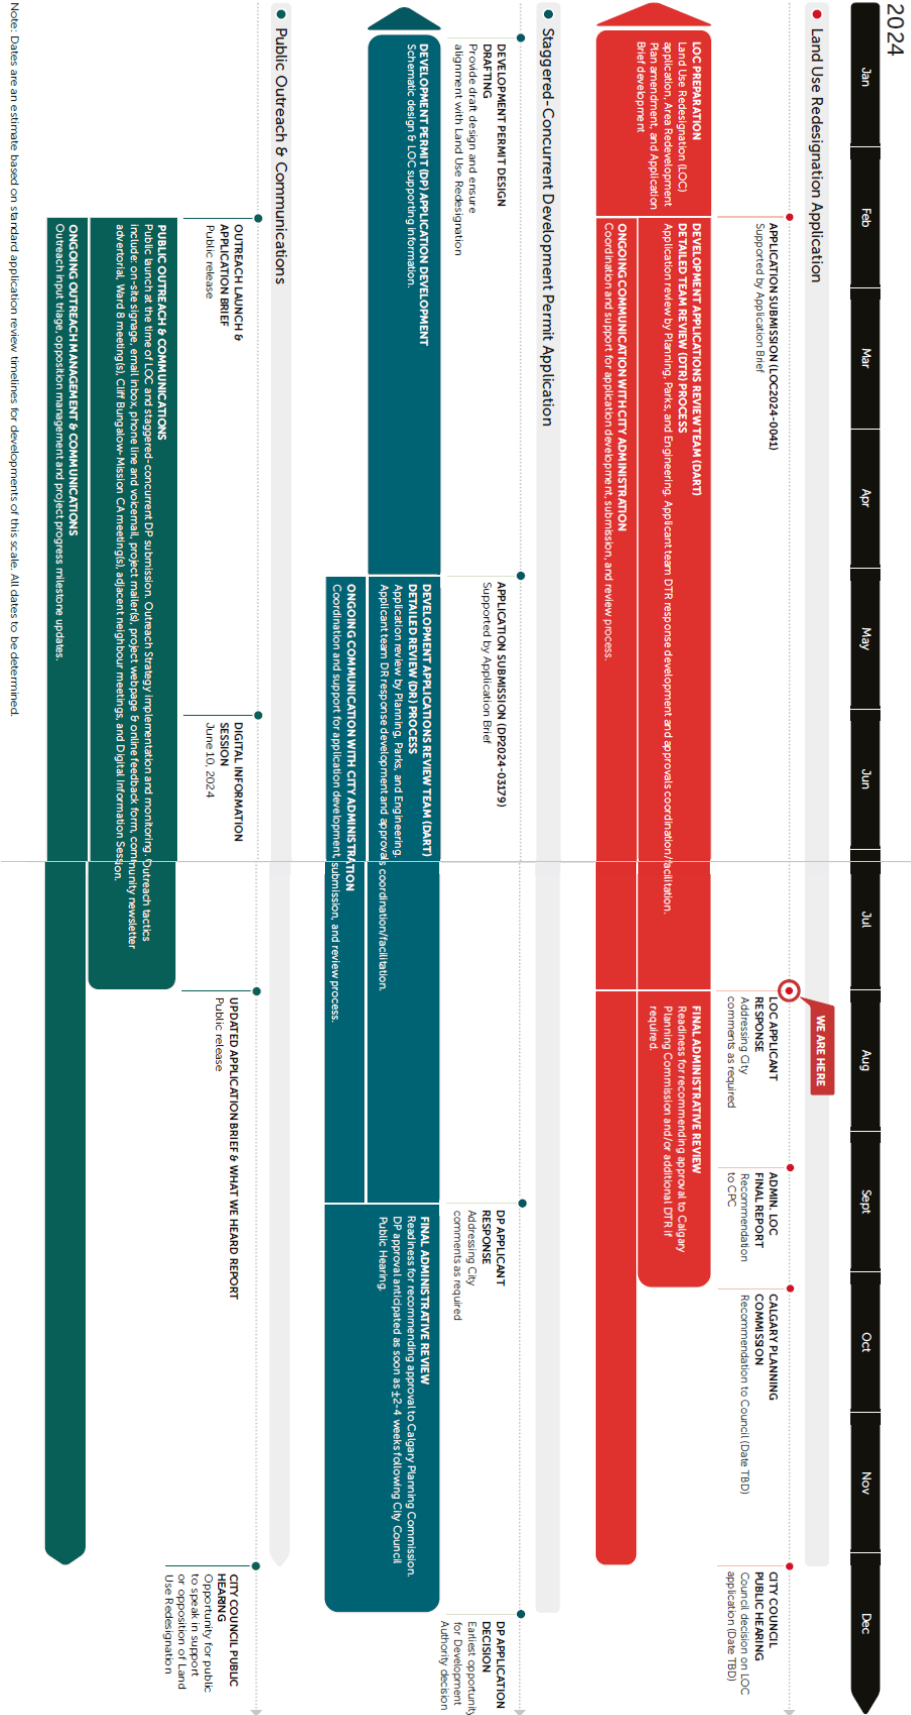 2024
Jan
Feb
Mar
Apr
May
Jun
Jul
Aug
Sept
Oct
Nov
Dec
Land Use Redesignation Application
WE ARE HERE
APPLICATION SUBMISSION (LOC2024-0041)
Supported by Application Brief
LOC APPLICANT
RESPONSE
Addressing City
comments as required
ADMIN. LOC
FINAL REPORT
Recommendation
to CPC
CALGARY PLANNING
COMMISSION
Recommendation to Council (Date TBD)
CITY COUNCIL
PUBLIC HEARING
Council decision on LOC
application (Date TBD)
LOC PREPARATION
Land Use Redesignation (LOC)
application, Area Redevelopment
Plan amendment, and Application
Brief development
DEVELOPMENT APPLICATIONS REVIEW TEAM (DART)
DETAILED TEAM REVIEW (DTR) PROCESS
Application review by Planning, Parks, and Engineering. Applicant team DTR response development and approvals coordination/facilitation.
FINAL ADMINISTRATIVE REVIEW
Readiness for recommending approval to Calgary
Planning Commission and/or additional DTR if
required.
ONGOING COMMUNICATION WITH CITY ADMINISTRATION
Coordination and support for application development, submission, and review process.
Staggered-Concurrent Development Permit Application
DEVELOPMENT PERMIT DESIGN
DRAFTING
Provide draft design and ensure
alignment with Land Use Redesignation
APPLICATION SUBMISSION (DP2024-03179)
Supported by Application Brief
DP APPLICANT
RESPONSE
Addressing City
comments as required
DP APPLICATION
DECISION
Earliest opportunity
for Development
Authority decision
DEVELOPMENT PERMIT (DP) APPLICATION DEVELOPMENT
Schematic design & LOC supporting information.
DEVELOPMENT APPLICATIONS REVIEW TEAM (DART)
DETAILED REVIEW (DR) PROCESS
Application review by Planning, Parks, and Engineering.
Applicant team DR response development and approvals coordination/facilitation.
FINAL ADMINISTRATIVE REVIEW
Readiness for recommending approval to Calgary Planning Commission.
DP approval anticipated as soon as ±2-4 weeks following City Council
Public Hearing.
ONGOING COMMUNICATION WITH CITY ADMINISTRATION
Coordination and support for application development, submission, and review process.
Public Outreach & Communications
OUTREACH LAUNCH &
APPLICATION BRIEF
Public release
DIGITAL INFORMATION
SESSION
June 10, 2024
UPDATED APPLICATION BRIEF & WHAT WE HEARD REPORT
Public release
CITY COUNCIL PUBLIC
HEARING
Opportunity for public
to speak in support
or opposition of Land
Use Redesignation
PUBLIC OUTREACH & COMMUNICATIONS
Public launch at the time of LOC and staggered-concurrent DP submission. Outreach Strategy implementation and monitoring. Outreach tactics
include: on-site signage, email inbox, phone line and voicemail, project mailer(s), project webpage & online feedback form, community newsletter
advertorial, Ward 8 meeting(s), Cliff Bungalow-Mission CA meeting(s), adjacent neighbour meetings, and Digital Information Session.
ONGOING OUTREACH MANAGEMENT & COMMUNICATIONS
Outreach input triage, opposition management and project progress milestone updates.
Note: Dates are an estimate based on standard application review timelines for developments of this scale. All dates to be determined.